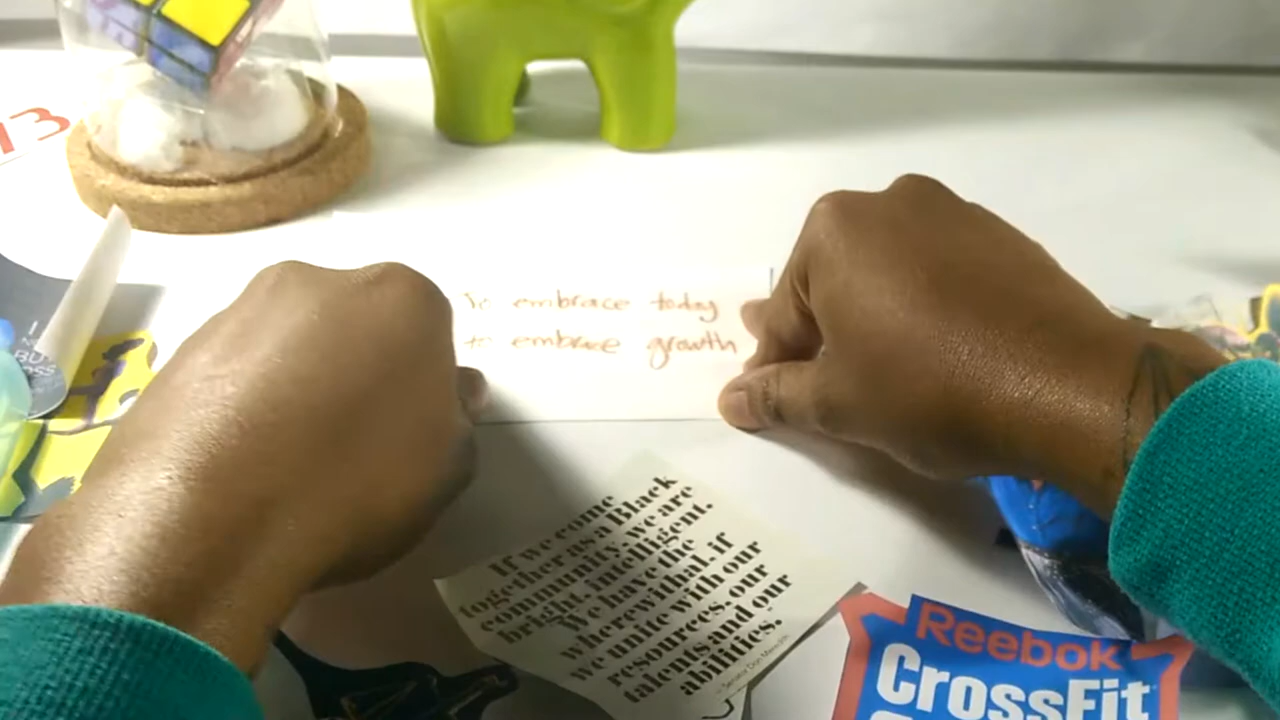 13
to embrace today
to embrace growth
If we come
together as a Black
community, we are
bright, intelligent.
We have the
wherewithal, if
we unite with our
resources, our
talents and our
abilities.
Reebok
CrossFit